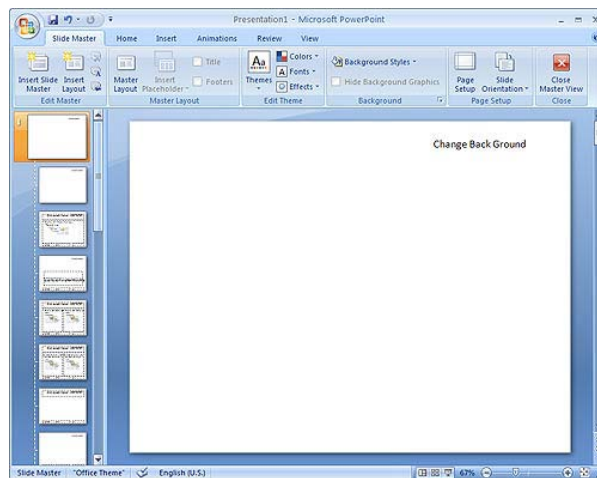 Presentation1 - Microsoft PowerPoint
Slide Master Home Insert Animations Review View
Insert Slide Master
Insert Layout
Edit Master
Master Layout
Insert Placeholder
Title
Footers
Master Layout
Aa
Themes
Colors
A Fonts
Effects
Edit Theme
Background Styles
Hide Background Graphics
Background
Page Setup
Slide Orientation
Page Setup
Close Master View
Close
1
Change Back Ground
Slide Master "Office Theme" English (U.S.) 67%